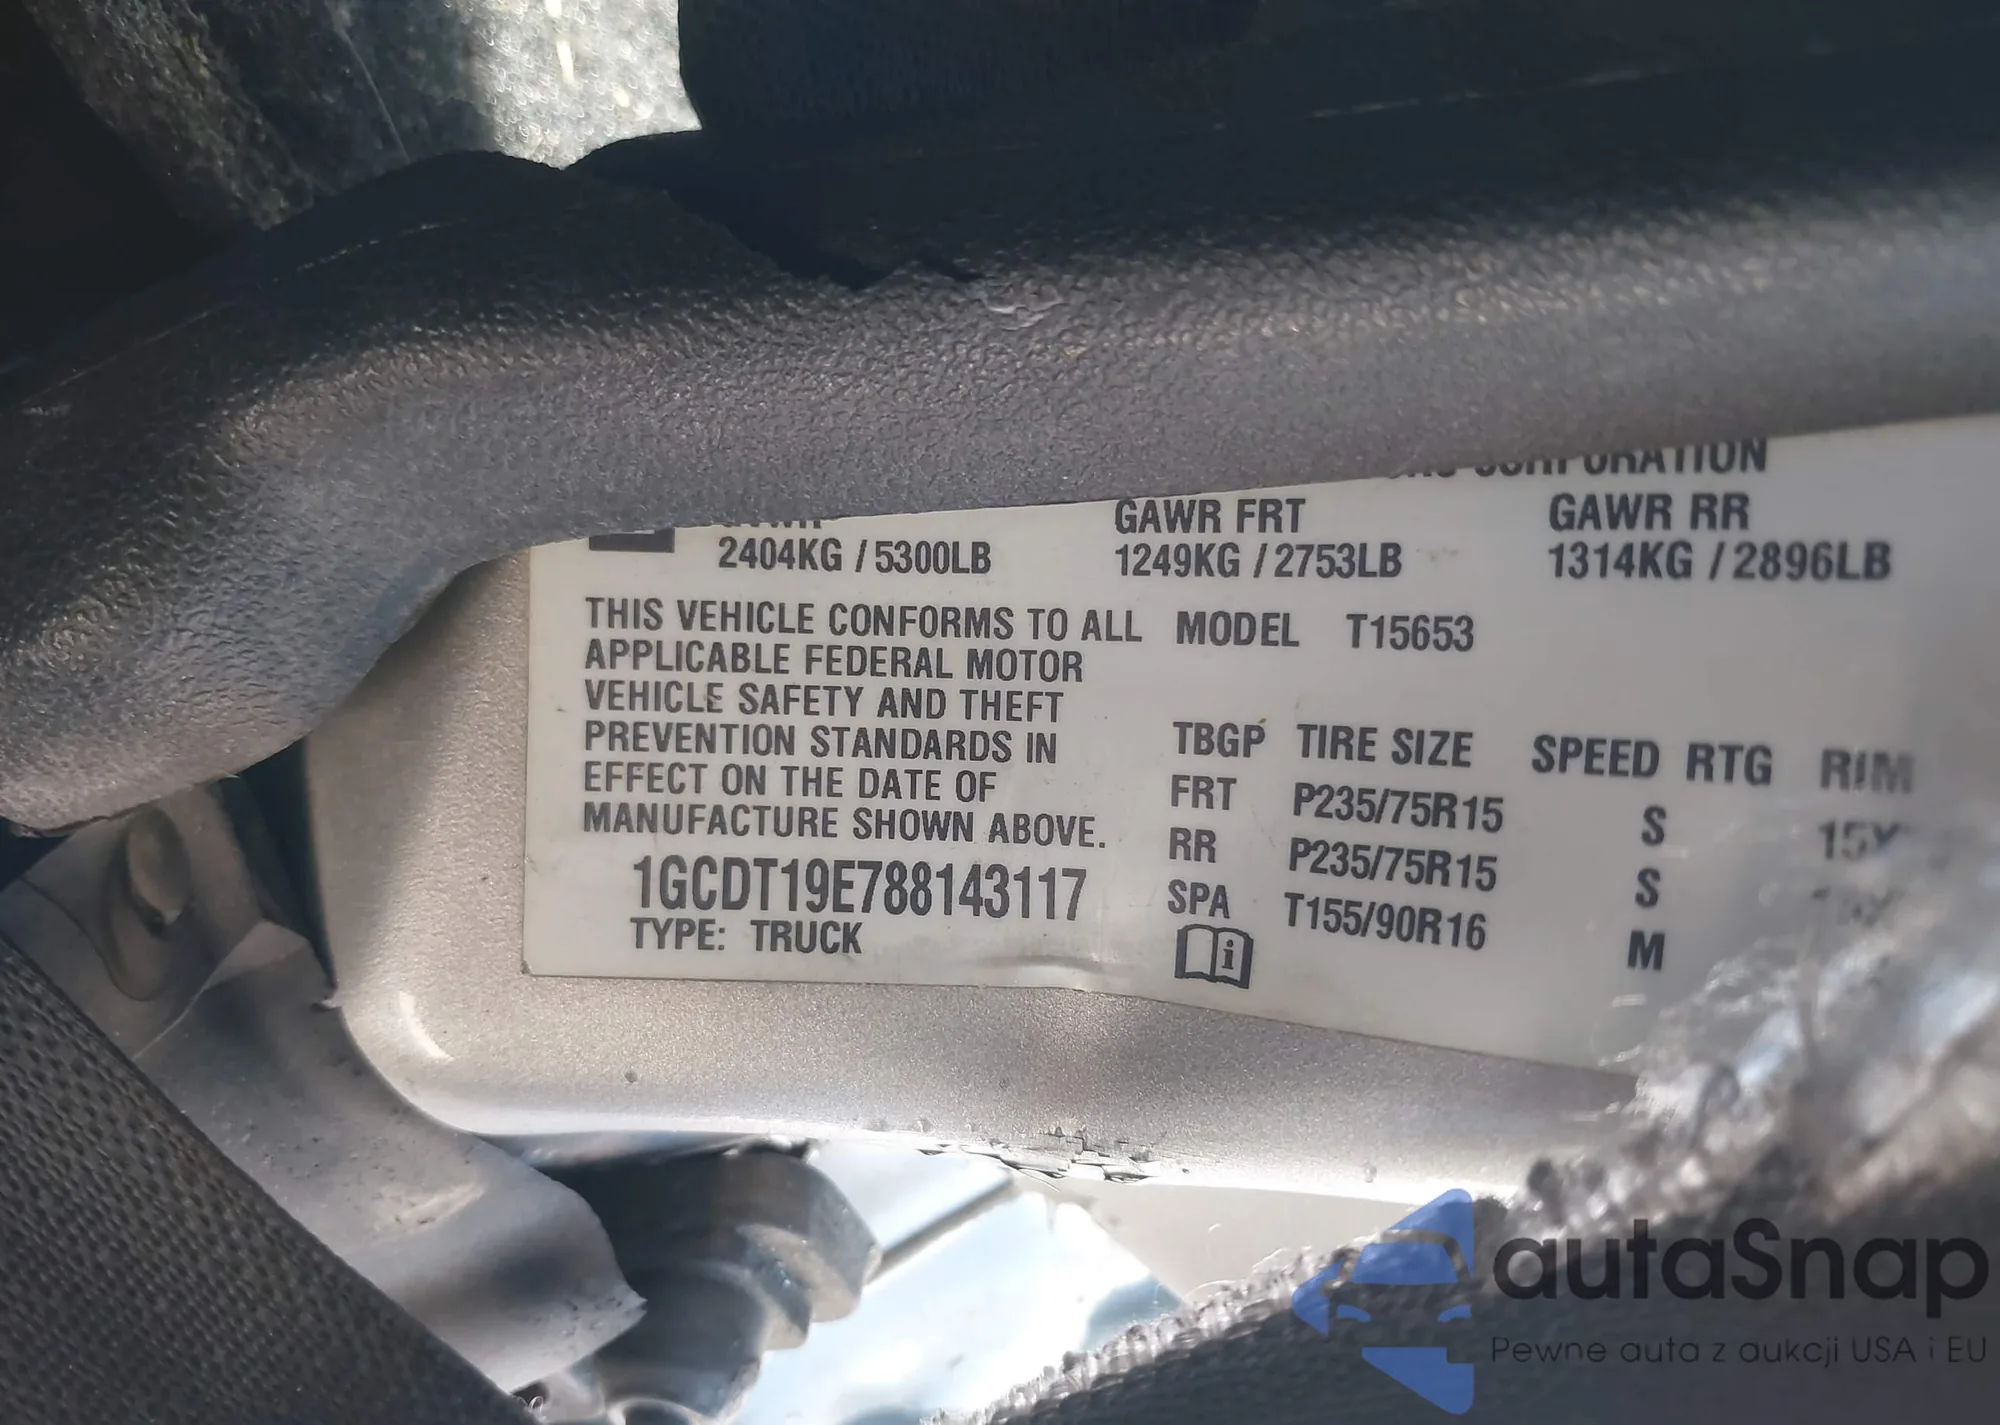 CORPORATION
GVWR GAWR FRT GAWR RR
2404KG / 5300LB 1249KG / 2753LB 1314KG / 2896LB
THIS VEHICLE CONFORMS TO ALL MODEL T15653
APPLICABLE FEDERAL MOTOR
VEHICLE SAFETY AND THEFT
PREVENTION STANDARDS IN
EFFECT ON THE DATE OF
MANUFACTURE SHOWN ABOVE.
1GCDT19E788143117
TYPE: TRUCK
TBGP TIRE SIZE SPEED RTG RIM
FRT P235/75R15 S
RR P235/75R15 S
SPA T155/90R16 M
autaSnap
Pewne auta z aukcji USA i EU